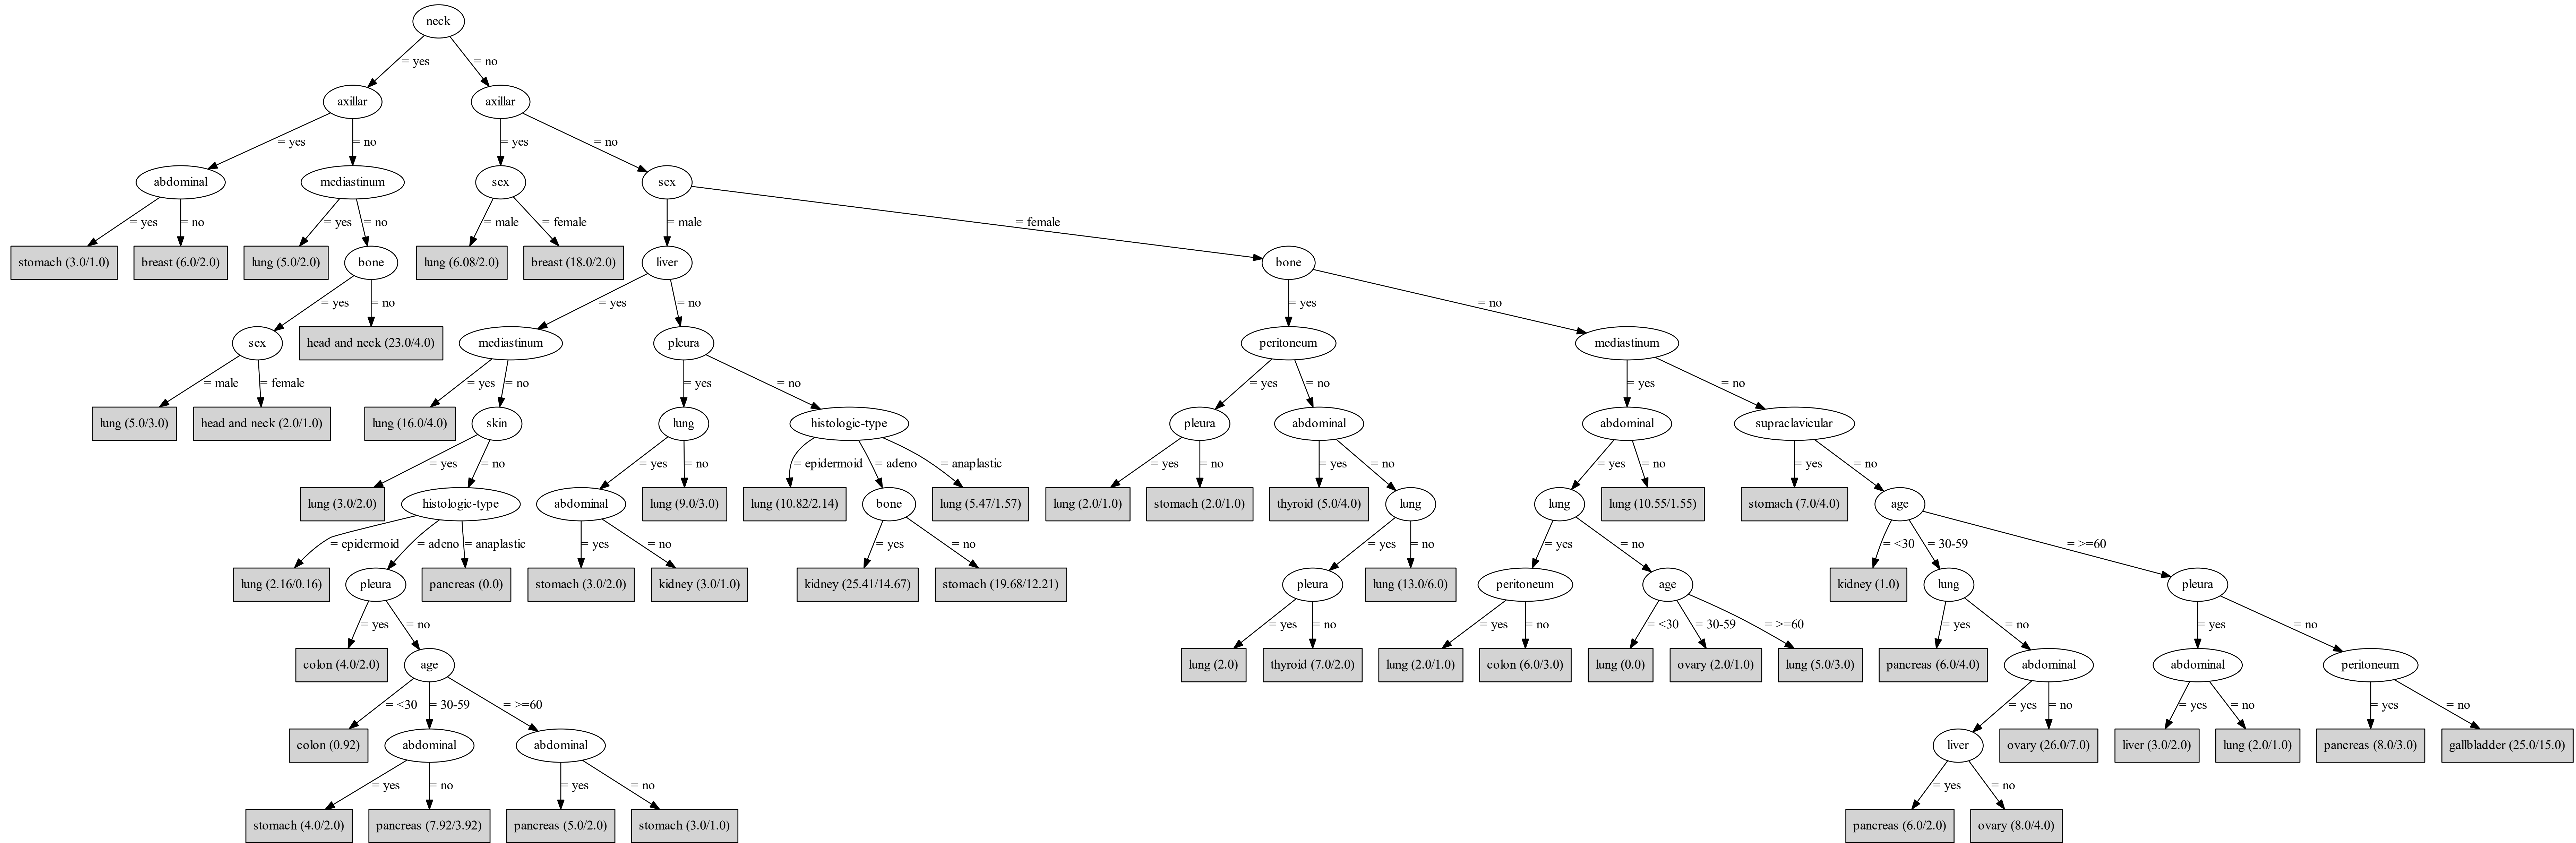 neck
= yes
= no
axillar
axillar
= yes
= no
= yes
= no
abdominal
mediastinum
sex
sex
= yes
= no
= yes
= no
= male
= female
= male
= female
stomach (3.0/1.0)
breast (6.0/2.0)
lung (5.0/2.0)
bone
lung (6.08/2.0)
breast (18.0/2.0)
liver
bone
= yes
= no
= yes
= no
= yes
= no
sex
head and neck (23.0/4.0)
mediastinum
pleura
peritoneum
mediastinum
= male
= female
= yes
= no
= yes
= no
= yes
= no
= yes
= no
lung (5.0/3.0)
head and neck (2.0/1.0)
lung (16.0/4.0)
skin
lung
histologic-type
pleura
abdominal
abdominal
supraclavicular
= yes
= no
= yes
= no
= epidermoid
= adeno
= anaplastic
= yes
= no
= yes
= no
= yes
= no
= yes
= no
lung (3.0/2.0)
histologic-type
abdominal
lung (9.0/3.0)
lung (10.82/2.14)
bone
lung (5.47/1.57)
lung (2.0/1.0)
stomach (2.0/1.0)
thyroid (5.0/4.0)
lung
lung
lung (10.55/1.55)
stomach (7.0/4.0)
age
= epidermoid
= adeno
= anaplastic
= yes
= no
= yes
= no
= yes
= no
= yes
= no
= <30
= 30-59
= >=60
lung (2.16/0.16)
pleura
pancreas (0.0)
stomach (3.0/2.0)
kidney (3.0/1.0)
kidney (25.41/14.67)
stomach (19.68/12.21)
pleura
lung (13.0/6.0)
peritoneum
age
kidney (1.0)
lung
pleura
= yes
= no
= yes
= no
= yes
= no
= <30
= 30-59
= >=60
= yes
= no
= yes
= no
colon (4.0/2.0)
age
lung (2.0)
thyroid (7.0/2.0)
lung (2.0/1.0)
colon (6.0/3.0)
lung (0.0)
ovary (2.0/1.0)
lung (5.0/3.0)
pancreas (6.0/4.0)
abdominal
abdominal
peritoneum
= <30
= 30-59
= >=60
= yes
= no
= yes
= no
= yes
= no
colon (0.92)
abdominal
abdominal
liver
ovary (26.0/7.0)
liver (3.0/2.0)
lung (2.0/1.0)
pancreas (8.0/3.0)
gallbladder (25.0/15.0)
= yes
= no
= yes
= no
= yes
= no
stomach (4.0/2.0)
pancreas (7.92/3.92)
pancreas (5.0/2.0)
stomach (3.0/1.0)
pancreas (6.0/2.0)
ovary (8.0/4.0)